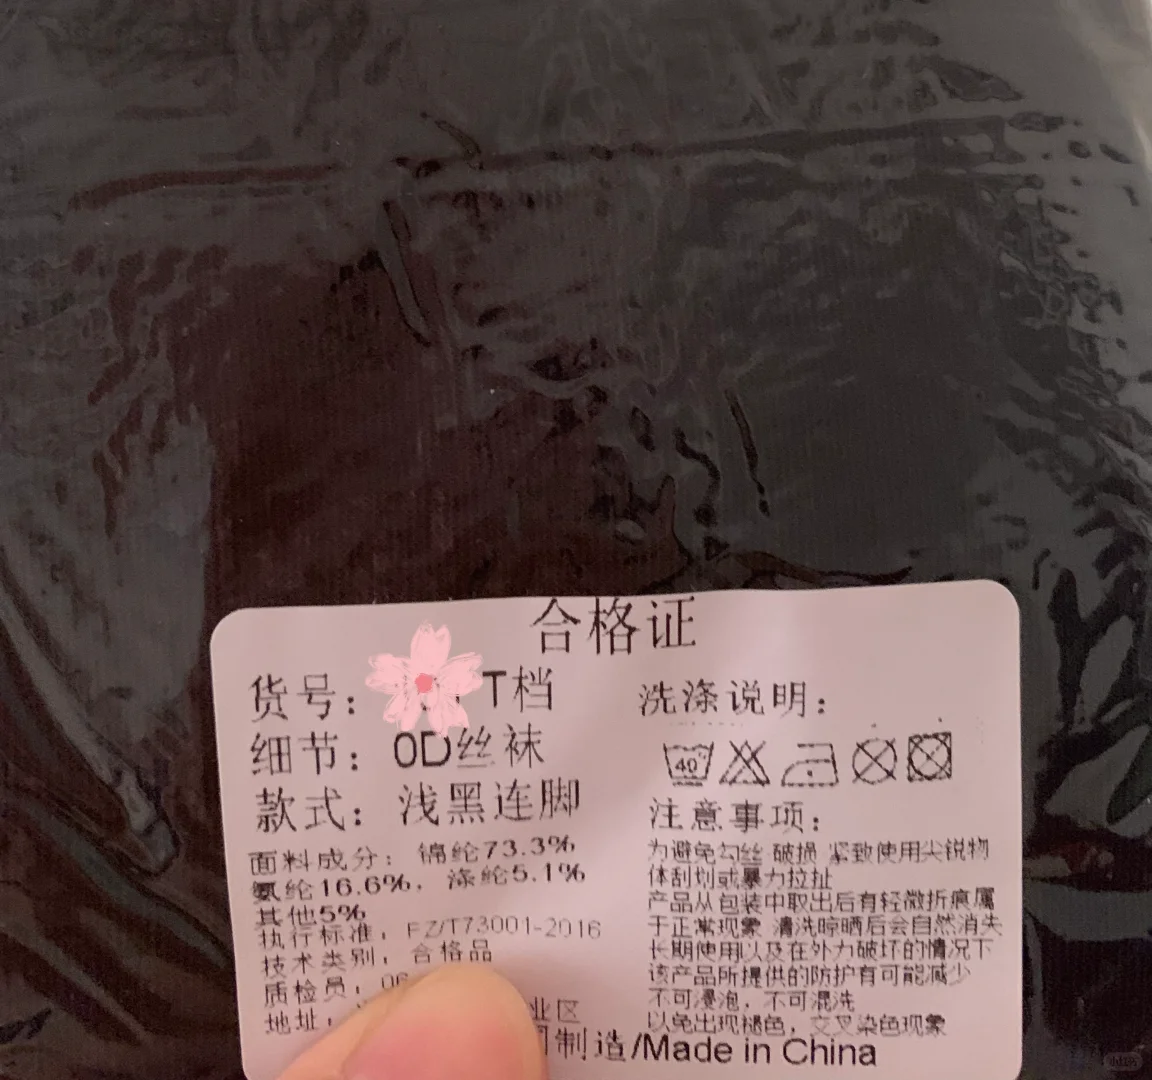 合格证
货号： T档
细节：0D丝袜
款式：浅黑连脚
面料成分：锦纶73.3%
氨纶16.6%，涤纶5.1%
其他5%
执行标准，FZ/T73001-2016
技术类别，合格品
质检员，06
地址，
业区
制造/Made in China
洗涤说明：
40°
注意事项：
为避免勾丝 破损 紧致使用尖锐物
体刮划或暴力拉扯
产品从包装中取出后有轻微折痕属
于正常现象 清洗晾晒后会自然消失
长期使用以及在外力破坏的情况下
该产品所提供的防护有可能减少
不可浸泡，不可混洗
以免出现褪色，交叉染色现象